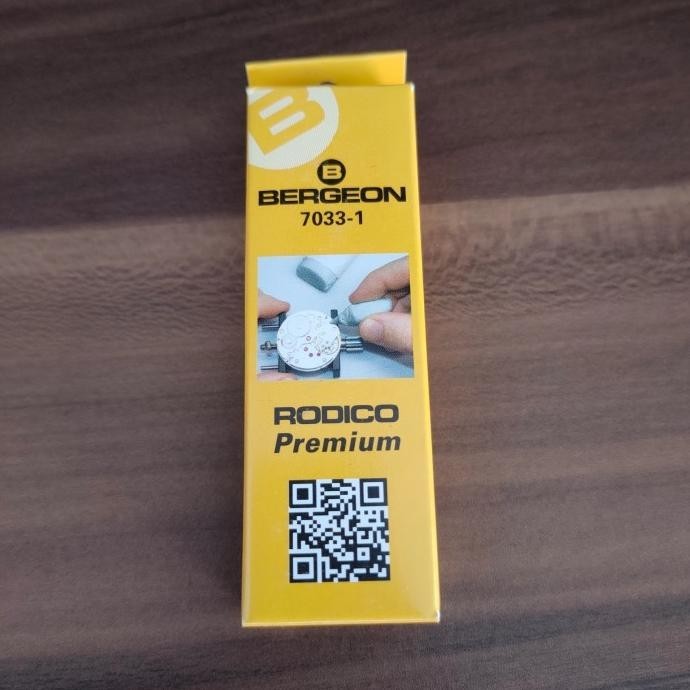 B
B
BERGEON
7033-1
RODICO
Premium